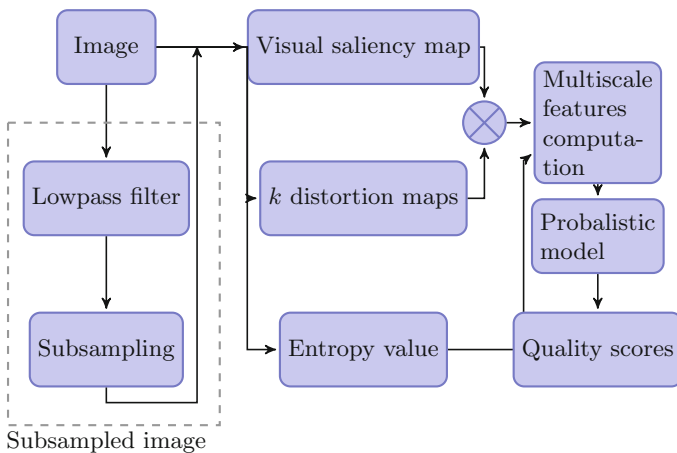 Image
Visual saliency map
Multiscale
features
computa-
tion
Lowpass filter
k distortion maps
Probalistic
model
Subsampling
Entropy value
Quality scores
Subsampled image